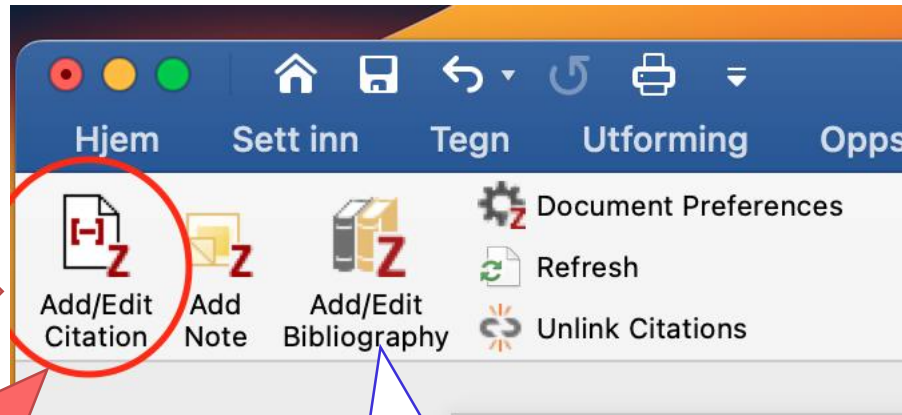 Hjem Sett inn Tegn Utforming Opps
Document Preferences
Refresh
Unlink Citations
Add/Edit Citation
Add Note
Add/Edit Bibliography